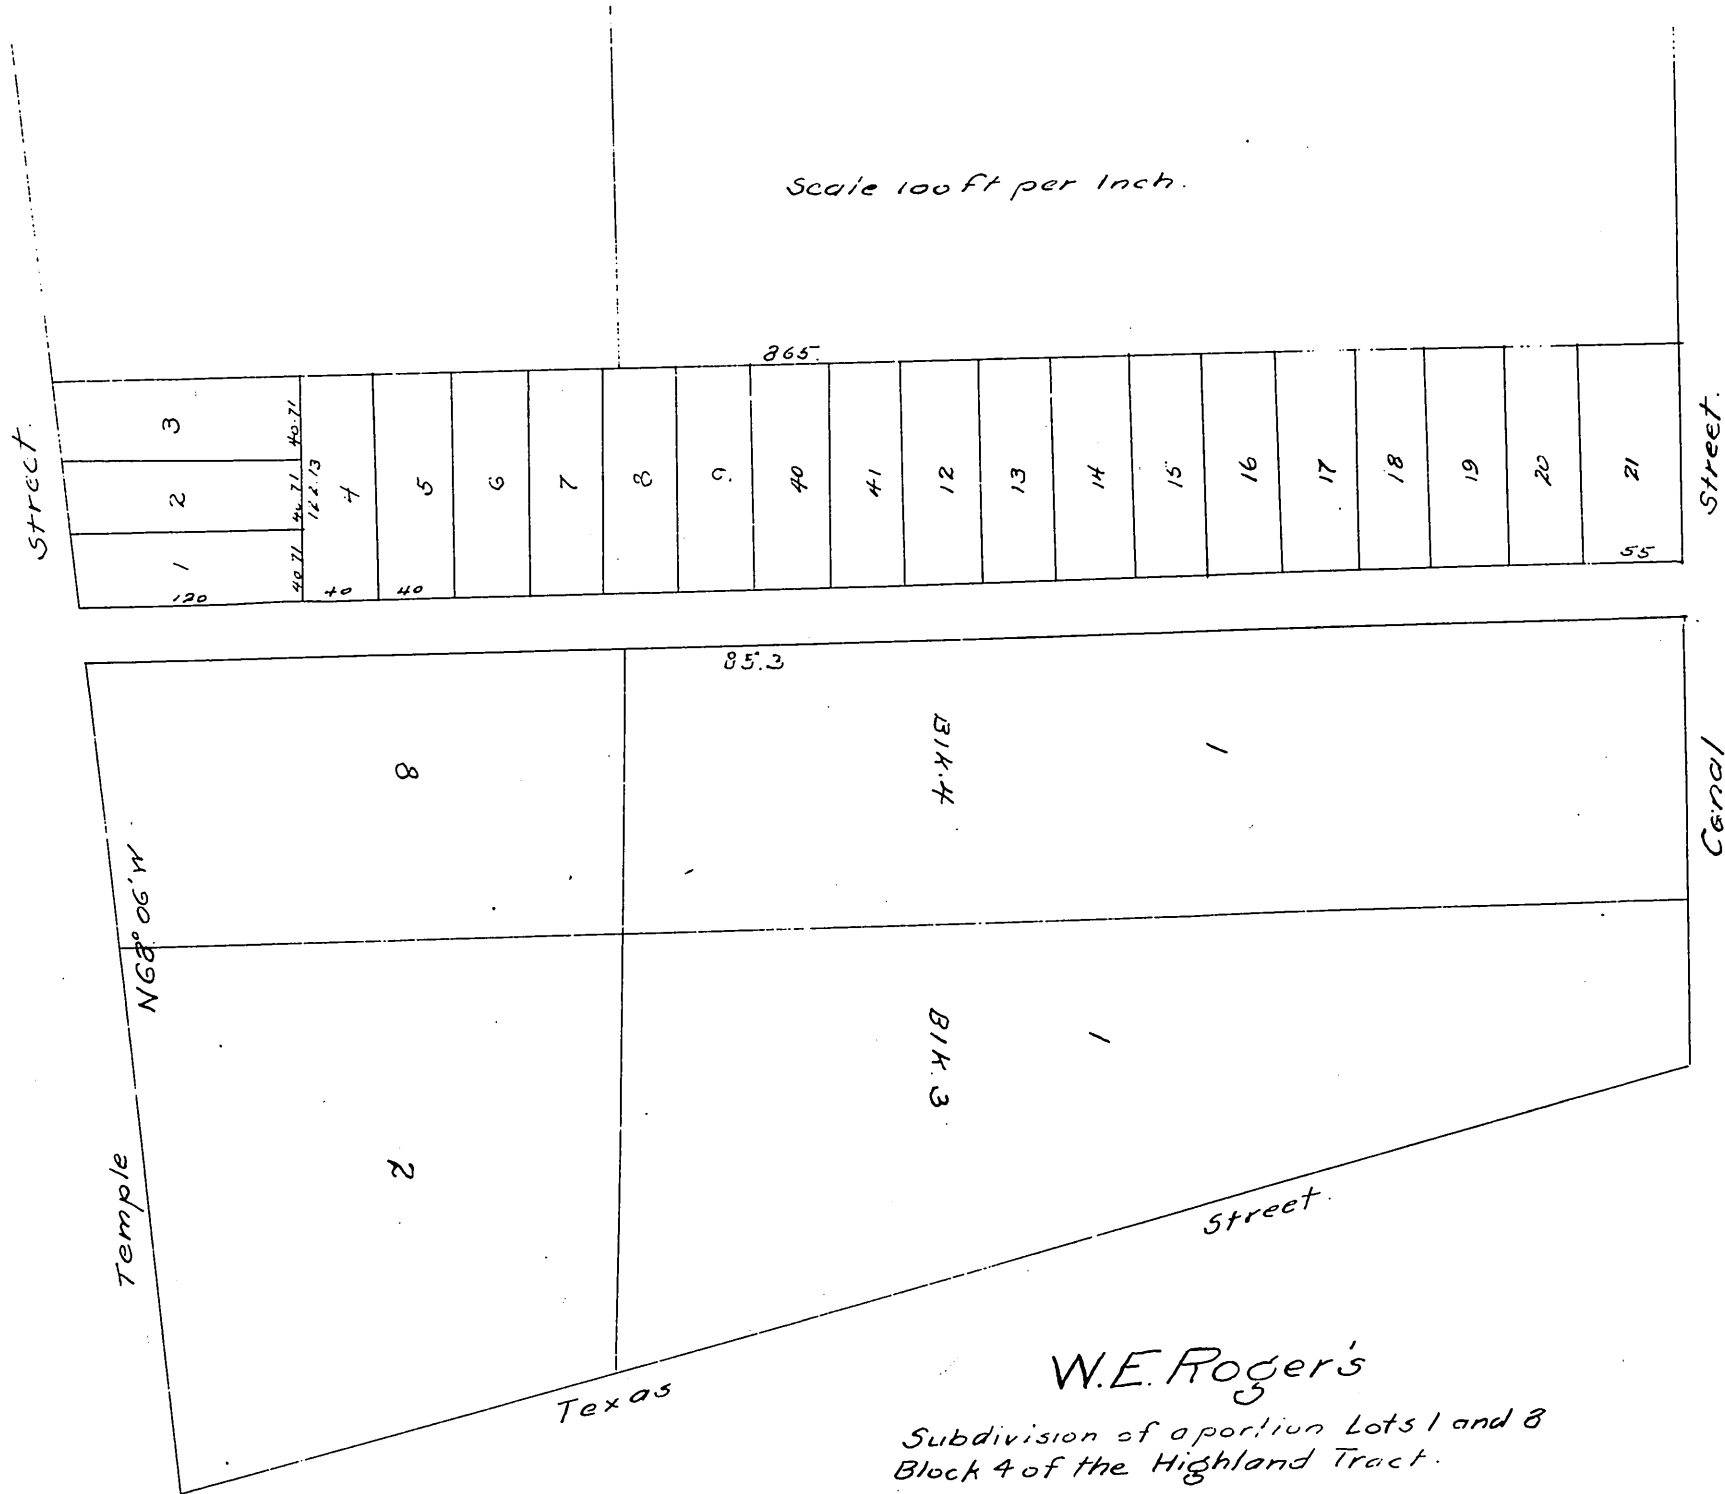 Scale 100 ft per Inch.
865.
Street.
3
2
1
40.71
40.71
40.71
122.13
120
4
5
6
7
8
9
40
41
12
13
14
15
16
17
18
19
20
21
40
40
55
Street.
85.3
8
Blk. 4
1
Canal
N68° 06' W
Blk. 3
1
2
Temple
Street.
Texas
W.E. Roger's
Subdivision of a portion Lots 1 and 8
Block 4 of the Highland Tract.